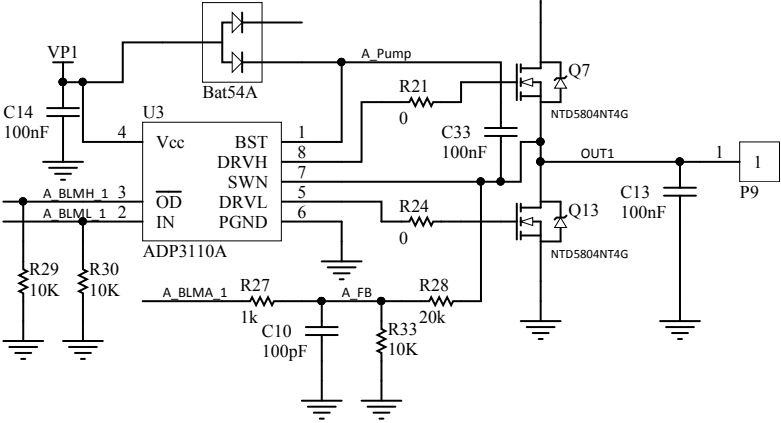 VP1
A_Pump
Bat54A
R21
0
Q7
NTD5804NT4G
C14
100nF
U3
4 Vcc BST 1
DRVH 8
SWN 7
A_BLMH_1 3 OD DRVL 5
A_BLML_1 2 IN PGND 6
ADP3110A
C33
100nF
OUT1
1 1
P9
C13
100nF
R24
0
Q13
NTD5804NT4G
R29
10K
R30
10K
A_BLMA_1
R27
1k
A_FB
R28
20k
C10
100pF
R33
10K